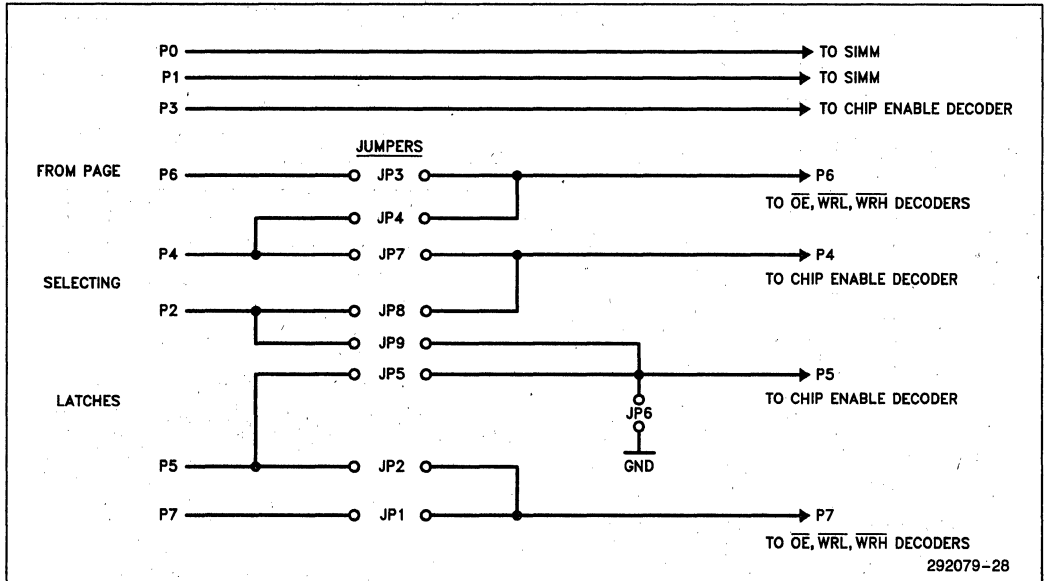 P0 TO SIMM
P1 TO SIMM
P3 TO CHIP ENABLE DECODER
JUMPERS
FROM PAGE P6 JP3 P6
TO OE, WRL, WRH DECODERS
JP4
P4 JP7 P4
TO CHIP ENABLE DECODER
SELECTING
P2 JP8
JP9
JP5 P5
TO CHIP ENABLE DECODER
LATCHES
JP6
GND
P5 JP2
P7 JP1 P7
TO OE, WRL, WRH DECODERS
292079-28